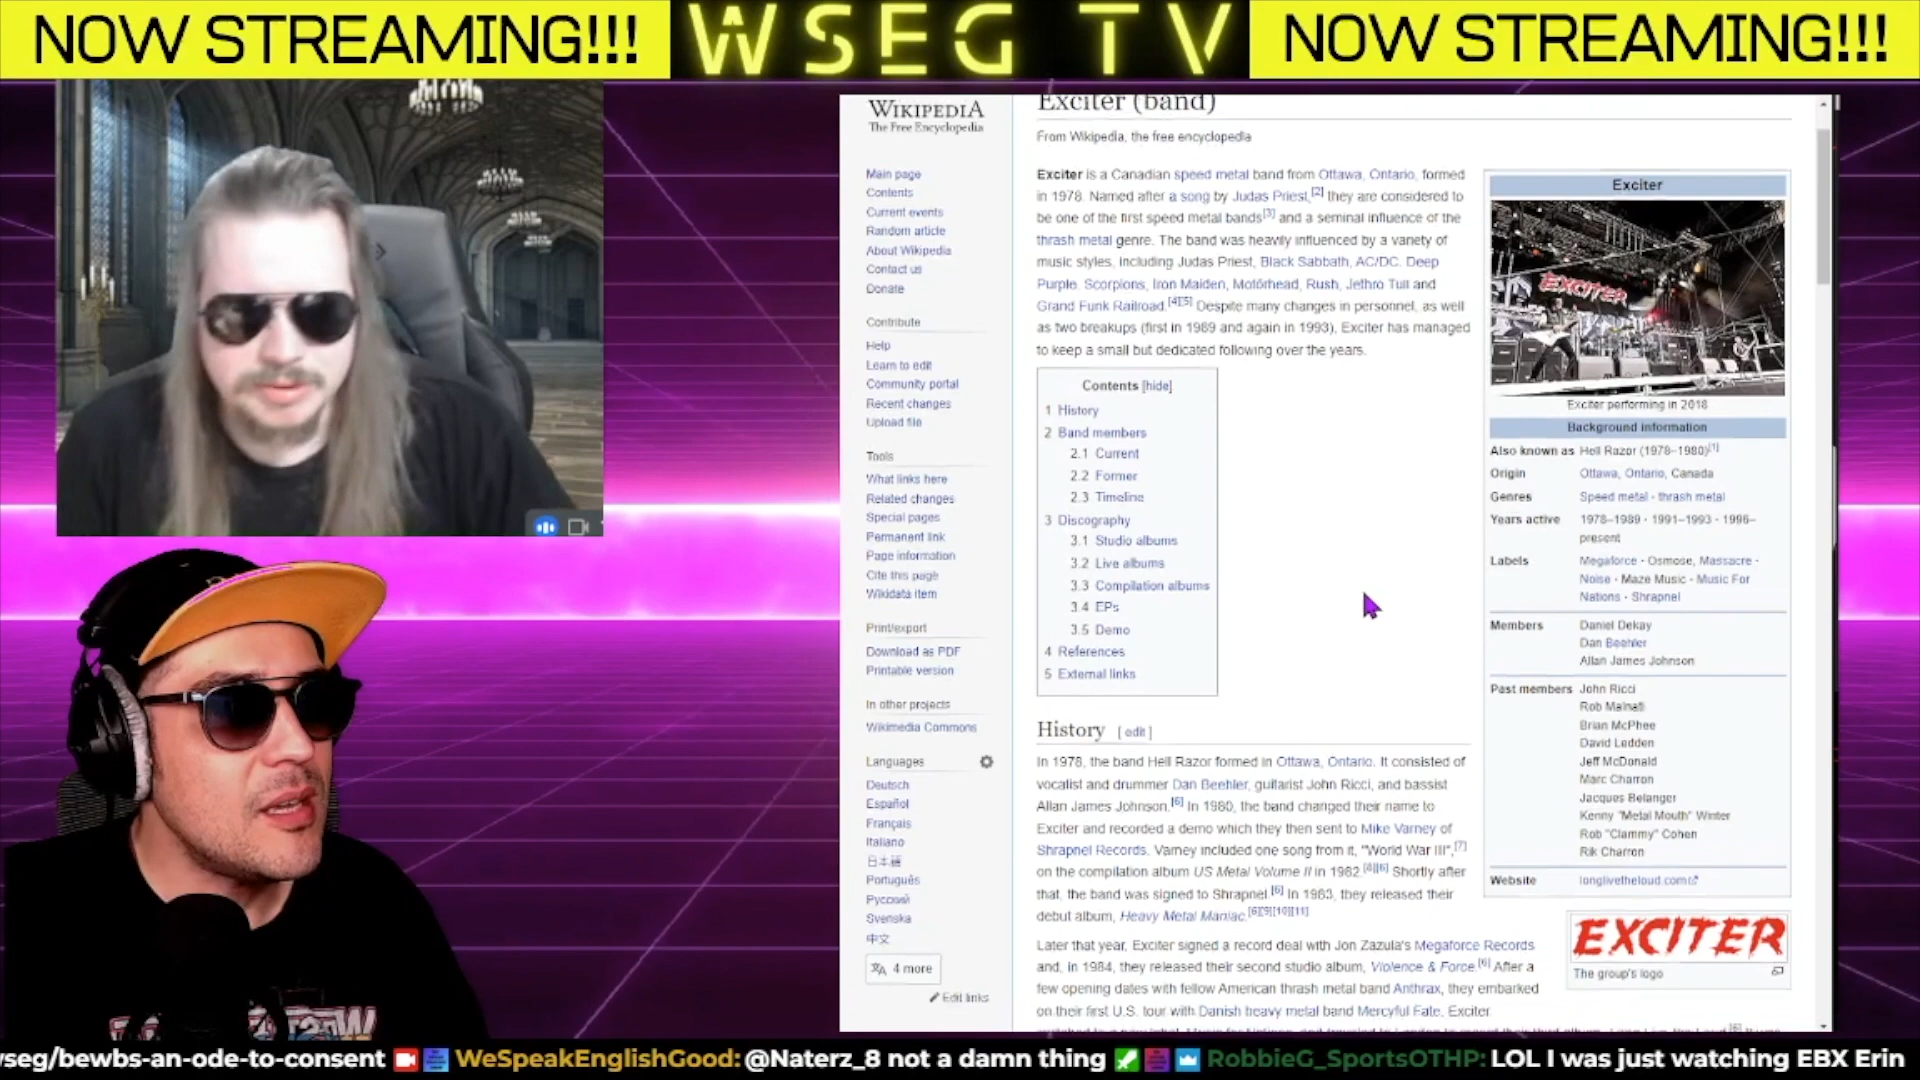 NOW STREAMING!!!
WSEG TV
NOW STREAMING!!!
WIKIPEDIA
The Free Encyclopedia
Main page
Contents
Current events
Random article
About Wikipedia
Contact us
Donate
Contribute
Help
Learn to edit
Community portal
Recent changes
Upload file
Tools
What links here
Related changes
Special pages
Permanent link
Page information
Cite this page
Wikidata item
Print/export
Download as PDF
Printable version
In other projects
Wikimedia Commons
Languages
Deutsch
Español
Français
Italiano
日本語
Português
Русский
Svenska
中文
4 more
Edit links
Exciter (band)
From Wikipedia, the free encyclopedia
Exciter is a Canadian speed metal band from Ottawa, Ontario, formed
in 1978. Named after a song by Judas Priest,[2] they are considered to
be one of the first speed metal bands[3] and a seminal influence of the
thrash metal genre. The band was heavily influenced by a variety of
music styles, including Judas Priest, Black Sabbath, AC/DC, Deep
Purple, Scorpions, Iron Maiden, Motörhead, Rush, Jethro Tull and
Grand Funk Railroad.[4][5] Despite many changes in personnel, as well
as two breakups (first in 1989 and again in 1993), Exciter has managed
to keep a small but dedicated following over the years.
Contents [hide]
1 History
2 Band members
2.1 Current
2.2 Former
2.3 Timeline
3 Discography
3.1 Studio albums
3.2 Live albums
3.3 Compilation albums
3.4 EPs
3.5 Demo
4 References
5 External links
History [ edit ]
In 1978, the band Hell Razor formed in Ottawa, Ontario. It consisted of
vocalist and drummer Dan Beehler, guitarist John Ricci, and bassist
Allan James Johnson.[6] In 1980, the band changed their name to
Exciter and recorded a demo which they then sent to Mike Varney of
Shrapnel Records. Varney included one song from it, "World War III",[7]
on the compilation album US Metal Volume II in 1982.[8][6] Shortly after
that, the band was signed to Shrapnel.[6] In 1983, they released their
debut album, Heavy Metal Maniac.[6][9][10][11]
Later that year, Exciter signed a record deal with Jon Zazula's Megaforce Records
and, in 1984, they released their second studio album, Violence & Force.[6] After a
few opening dates with fellow American thrash metal band Anthrax, they embarked
on their first U.S. tour with Danish heavy metal band Mercyful Fate. Exciter
Exciter
EXCITER
Exciter performing in 2018
Background information
Also known as Hell Razor (1978–1980)[1]
Origin Ottawa, Ontario, Canada
Genres Speed metal · thrash metal
Years active 1978–1989 · 1991–1993 · 1996–
present
Labels Megaforce · Osmose, Massacre ·
Noise · Maze Music · Music For
Nations · Shrapnel
Members Daniel Dekay
Dan Beehler
Allan James Johnson
Past members John Ricci
Rob Malnati
Brian McPhee
David Ledden
Jeff McDonald
Marc Charron
Jacques Belanger
Kenny "Metal Mouth" Winter
Rob "Clammy" Cohen
Rik Charron
Website longlivetheloud.com
EXCITER
The group's logo
/seg/bewbs-an-ode-to-consent WeSpeakEnglishGood: @Naterz_8 not a damn thing RobbieG_SportsOTHP: LOL I was just watching EBX Erin